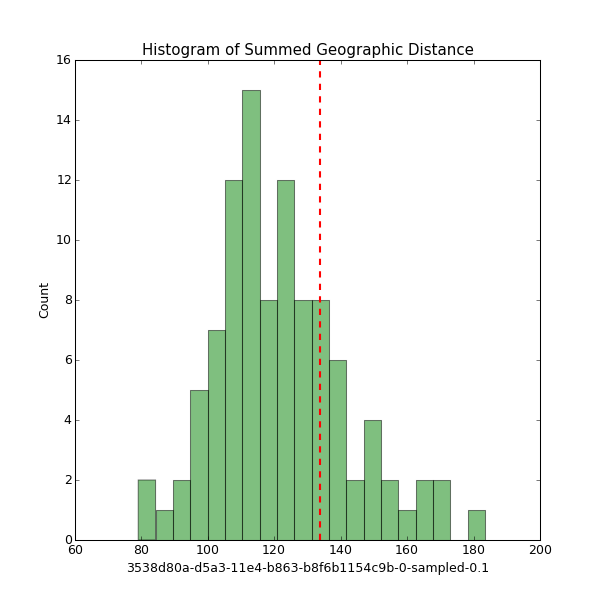 Histogram of Summed Geographic Distance
16
14
12
10
8
6
4
2
0
Count
60 80 100 120 140 160 180 200
3538d80a-d5a3-11e4-b863-b8f6b1154c9b-0-sampled-0.1